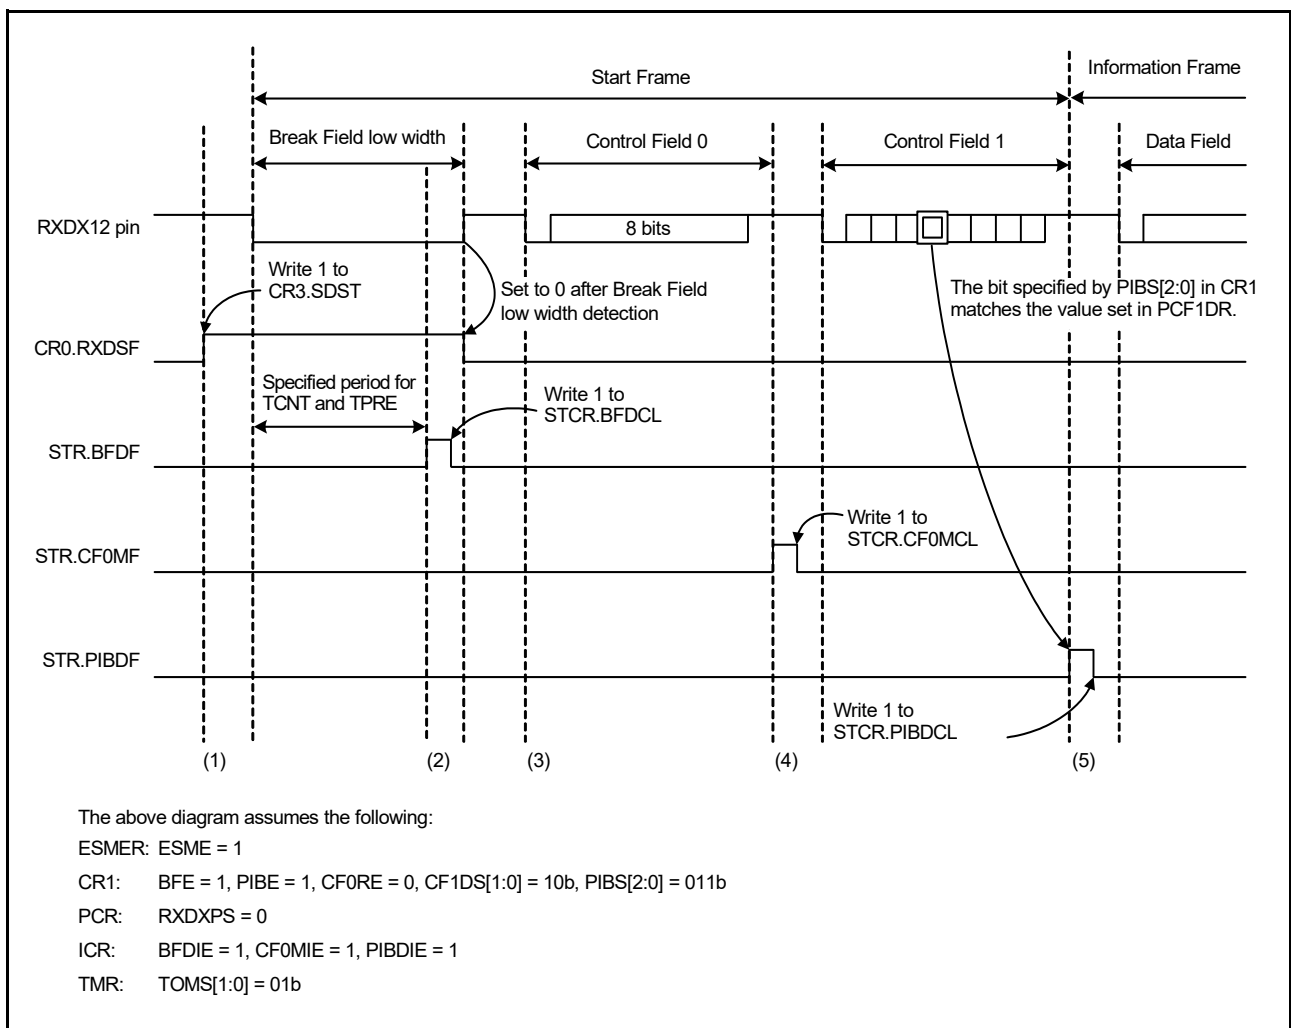 Start Frame
Information Frame
Break Field low width
Control Field 0
Control Field 1
Data Field
RXDX12 pin
8 bits
Write 1 to
CR3.SDST
Set to 0 after Break Field
low width detection
The bit specified by PIBS[2:0] in CR1
matches the value set in PCF1DR.
CR0.RXDSF
Specified period for
TCNT and TPRE
Write 1 to
STCR.BFDCL
STR.BFDF
Write 1 to
STCR.CF0MCL
STR.CF0MF
STR.PIBDF
Write 1 to
STCR.PIBDCL
(1)
(2)
(3)
(4)
(5)
The above diagram assumes the following:
ESMER: ESME = 1
CR1: BFE = 1, PIBE = 1, CF0RE = 0, CF1DS[1:0] = 10b, PIBS[2:0] = 011b
PCR: RXDXPS = 0
ICR: BFDIE = 1, CF0MIE = 1, PIBDIE = 1
TMR: TOMS[1:0] = 01b